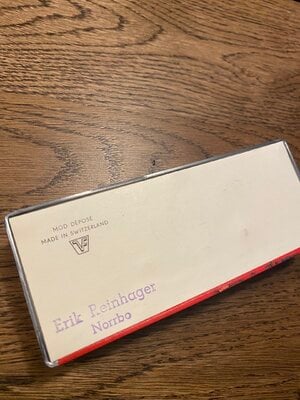 MOD DEPOSE
MADE IN SWITZERLAND
Erik Reinhager
Norrbo